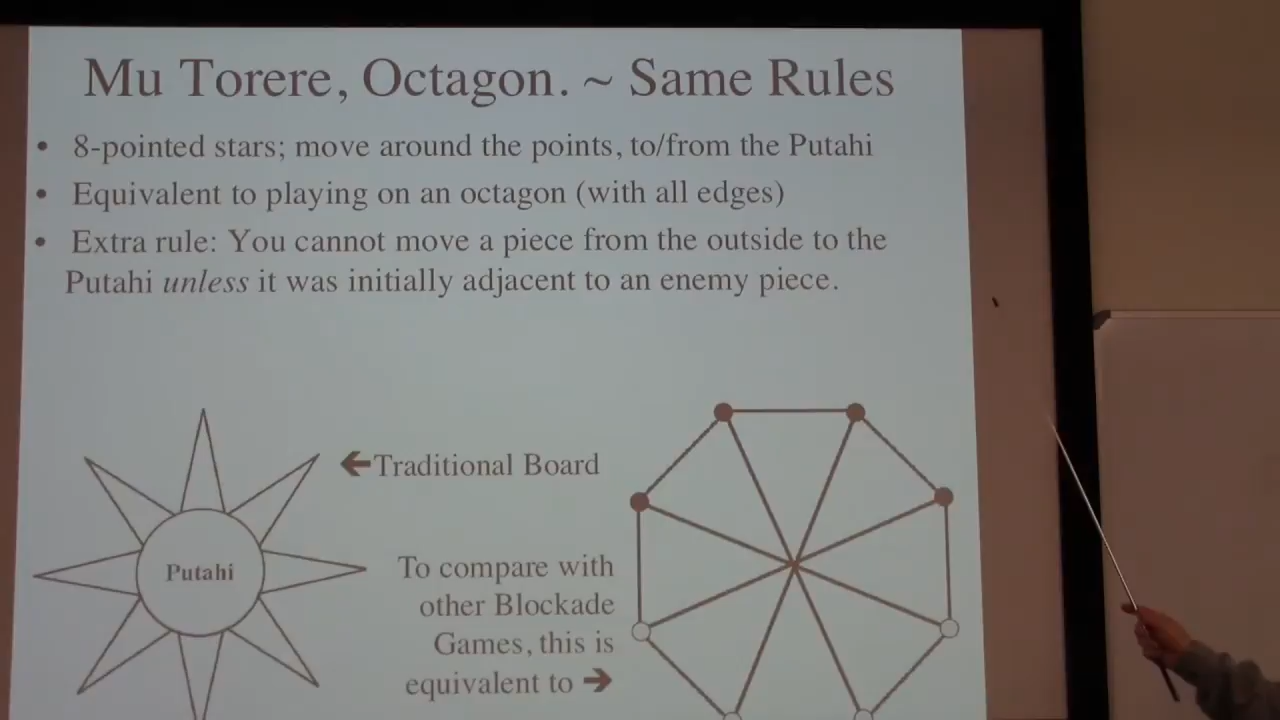 Mu Torere, Octagon. ~ Same Rules
• 8-pointed stars; move around the points, to/from the Putahi
• Equivalent to playing on an octagon (with all edges)
• Extra rule: You cannot move a piece from the outside to the
Putahi unless it was initially adjacent to an enemy piece.
←Traditional Board
Putahi
To compare with
other Blockade
Games, this is
equivalent to →